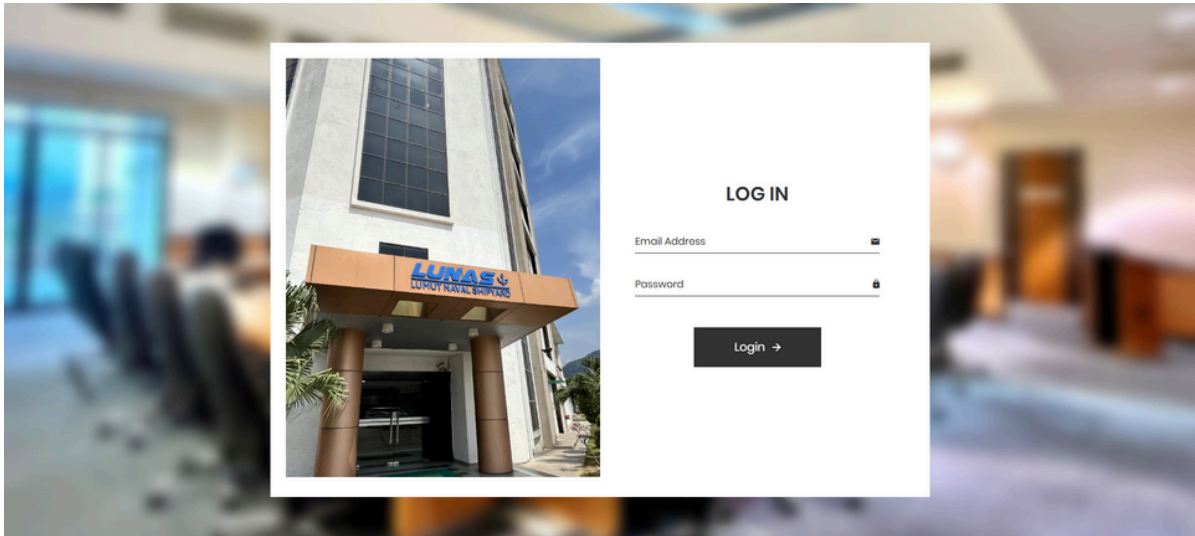 LUNAS
LUMUT NAVAL SHIPYARD
LOG IN
Email Address
Password
Login →